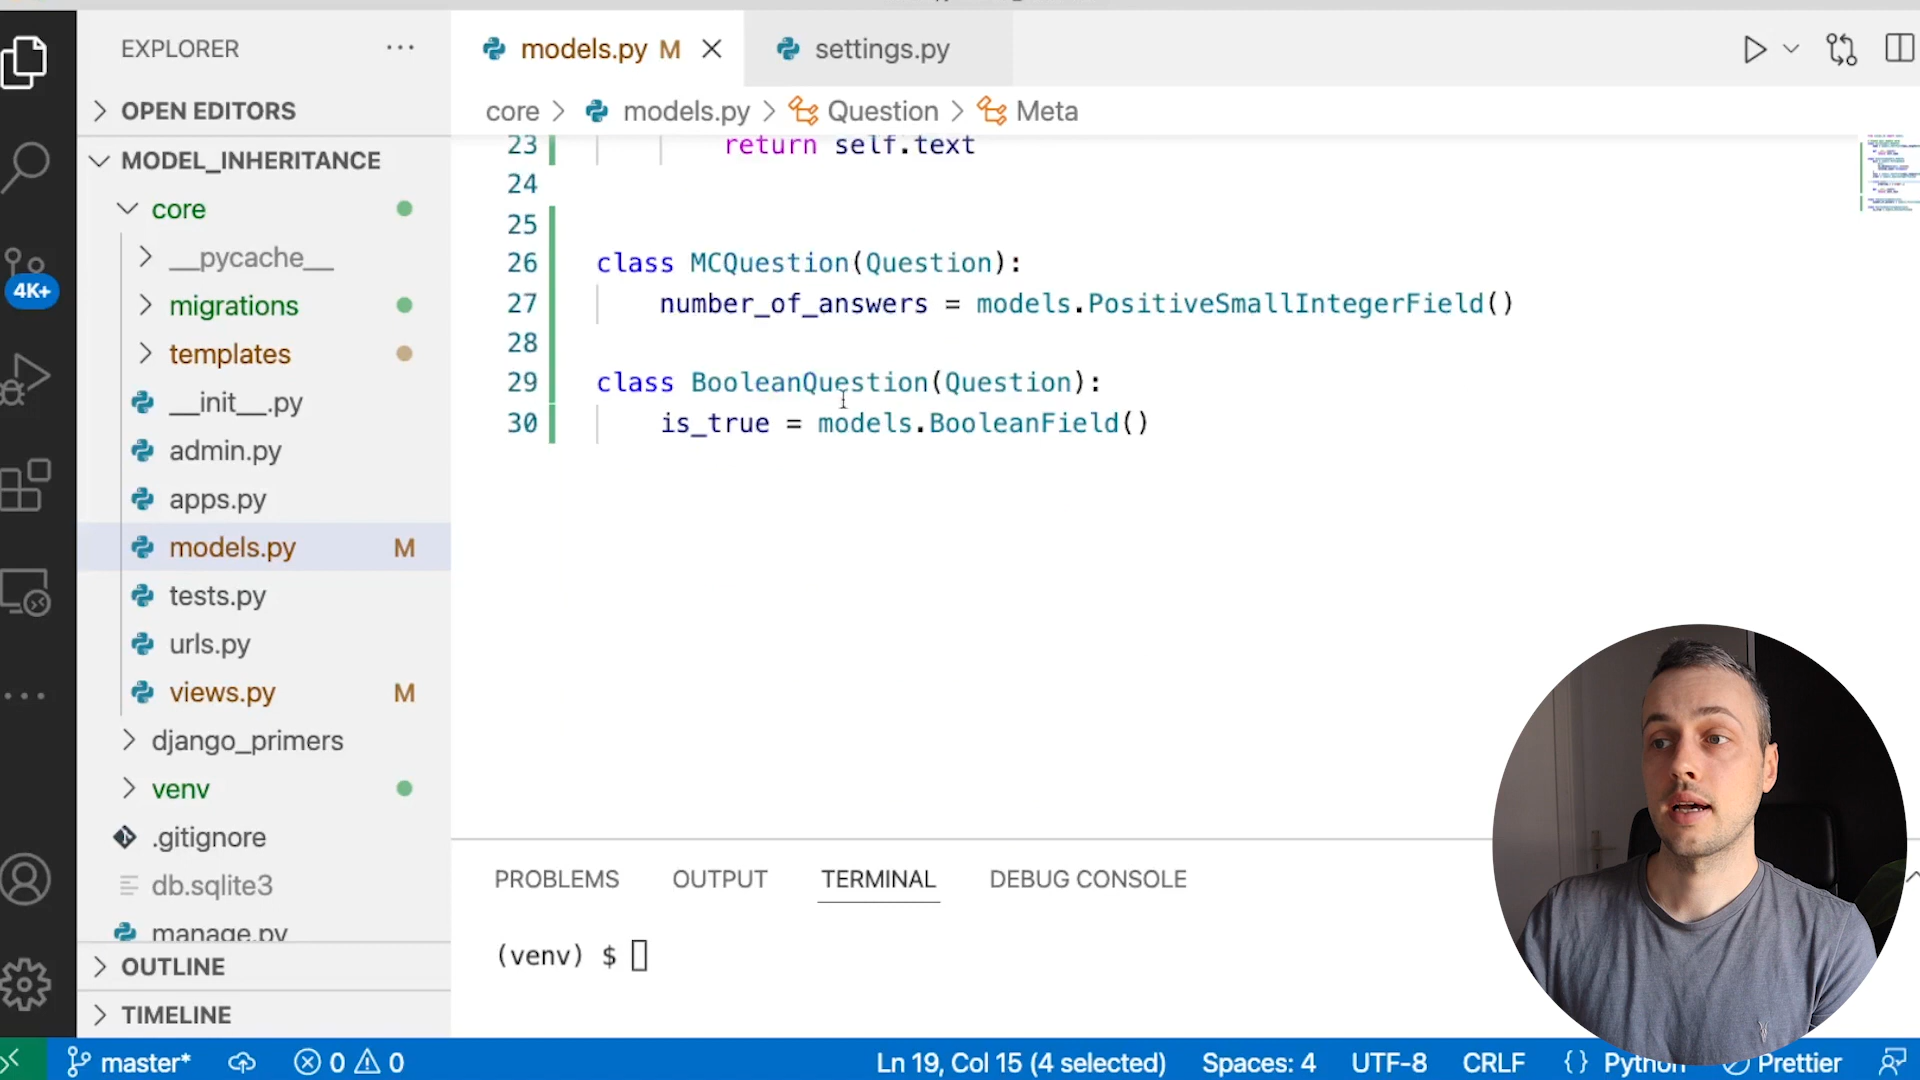 EXPLORER
models.py M
settings.py
OPEN EDITORS
core > models.py > Question > Meta
MODEL_INHERITANCE
core
__pycache__
migrations
templates
__init__.py
admin.py
apps.py
models.py M
tests.py
urls.py
views.py M
django_primers
venv
.gitignore
db.sqlite3
manage.py
OUTLINE
TIMELINE
4K+
23 return self.text
24
25
26 class MCQuestion(Question):
27 number_of_answers = models.PositiveSmallIntegerField()
28
29 class BooleanQuestion(Question):
30 is_true = models.BooleanField()
PROBLEMS OUTPUT TERMINAL DEBUG CONSOLE
(venv) $
master* 0 0 Ln 19, Col 15 (4 selected) Spaces: 4 UTF-8 CRLF {} Python Prettier